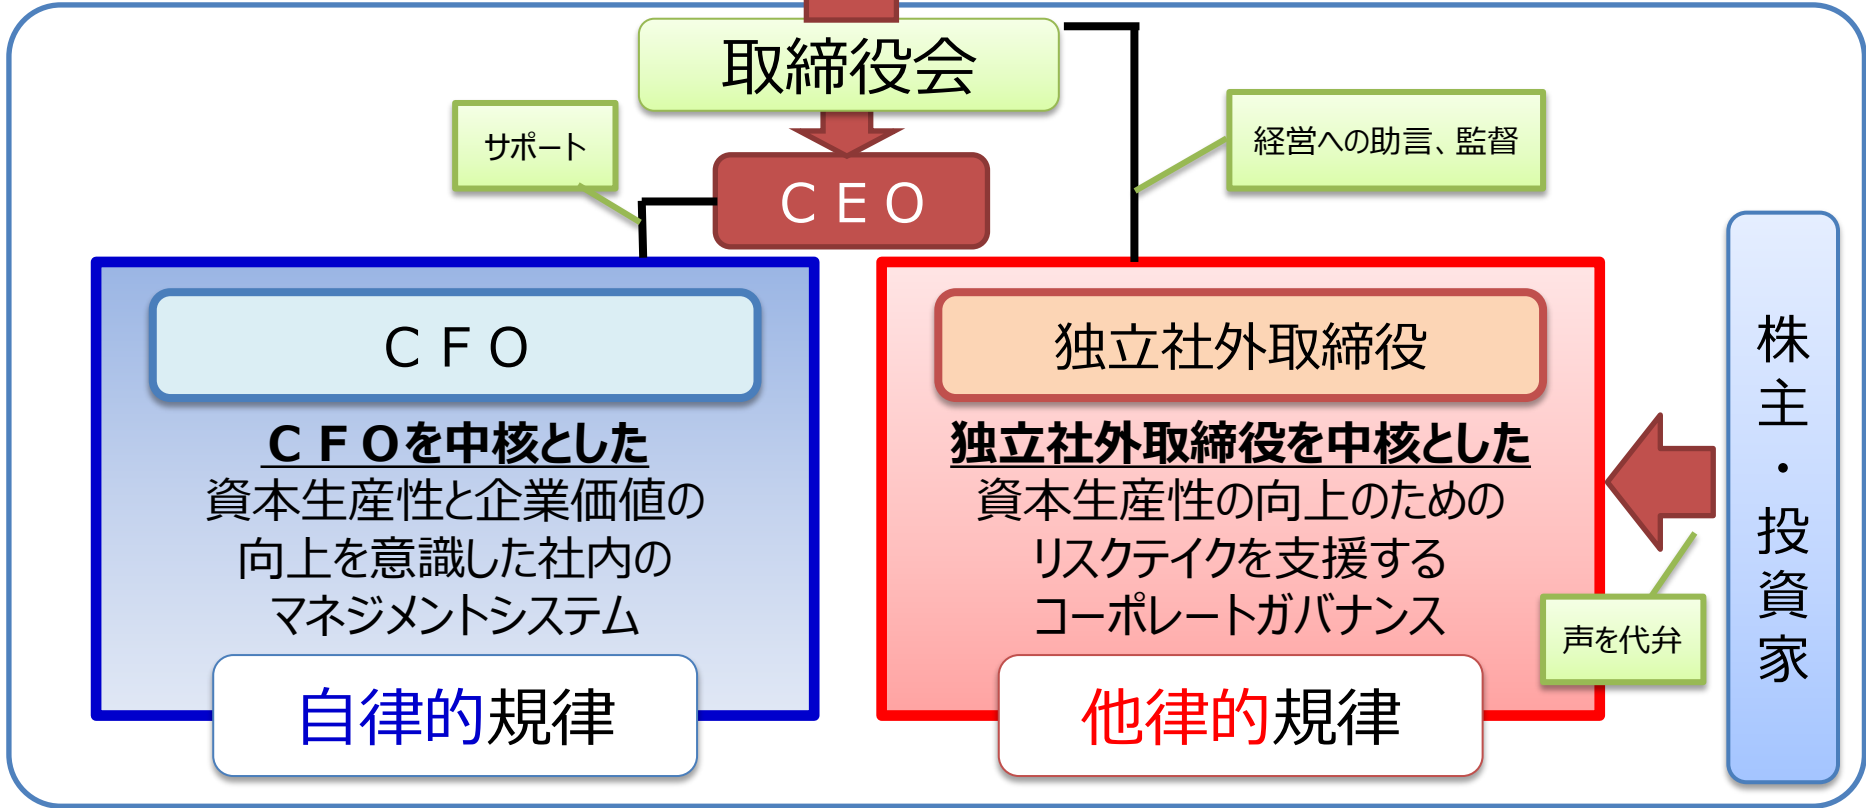 取締役会
サポート
経営への助言、監督
ＣＥＯ
ＣＦＯ
ＣＦＯを中核とした
資本生産性と企業価値の
向上を意識した社内の
マネジメントシステム
自律的規律
独立社外取締役
独立社外取締役を中核とした
資本生産性の向上のための
リスクテイクを支援する
コーポレートガバナンス
他律的規律
声を代弁
株主・投資家